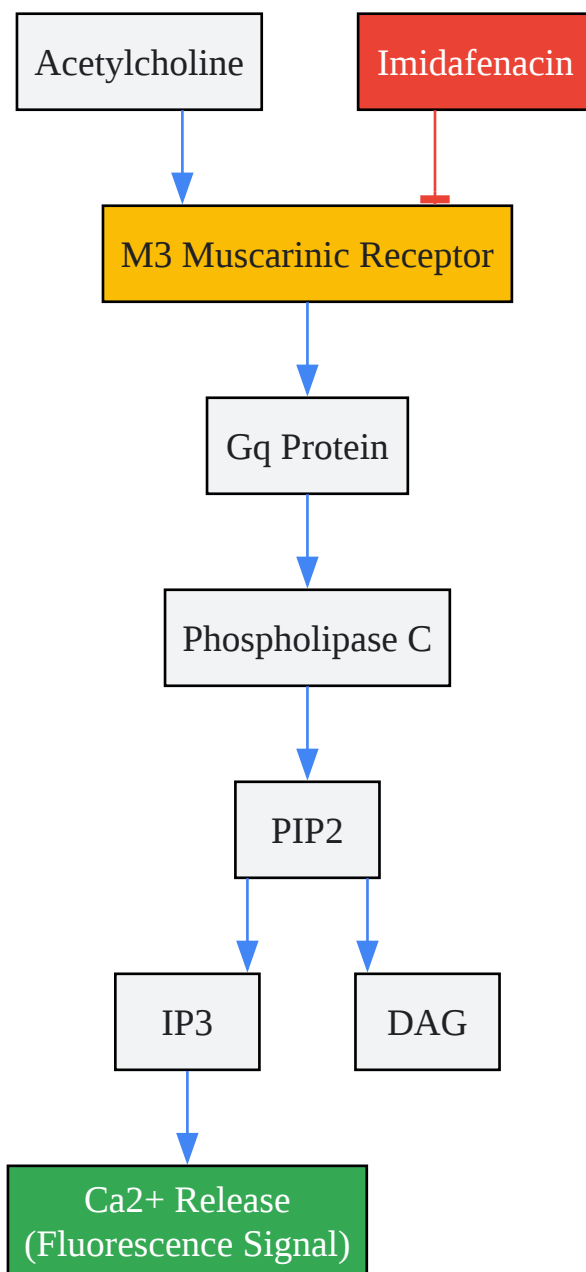 Acetylcholine
Imidafenacin
M3 Muscarinic Receptor
Gq Protein
Phospholipase C
PIP2
IP3
DAG
Ca2+ Release
(Fluorescence Signal)